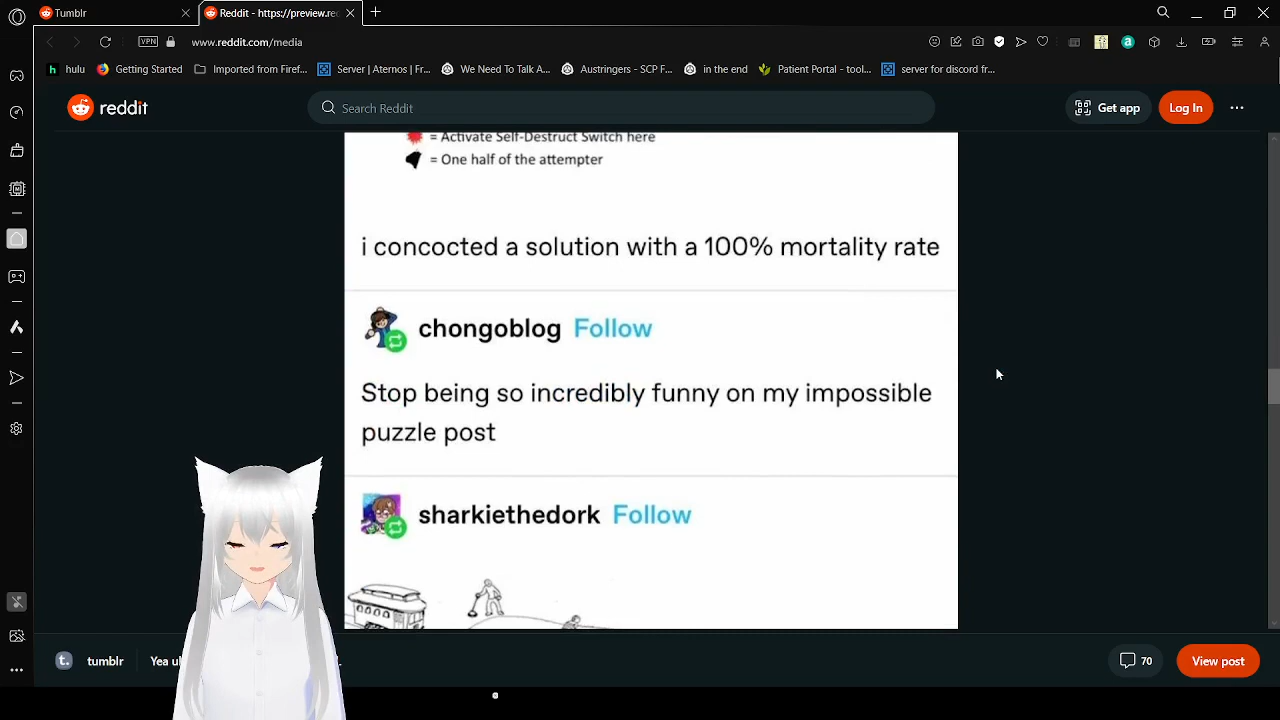 Tumblr
Reddit - https://preview.rec
VPN
www.reddit.com/media
hulu
Getting Started
Imported from Firef...
Server | Aternos | Fr...
We Need To Talk A...
Austringers - SCP F...
in the end
Patient Portal - tool...
server for discord fr...
reddit
Search Reddit
Get app
Log In
= Activate Self-Destruct Switch here
= One half of the attempter
i concocted a solution with a 100% mortality rate
chongoblog Follow
Stop being so incredibly funny on my impossible
puzzle post
sharkiethedork Follow
t.
tumblr
Yea
70
View post